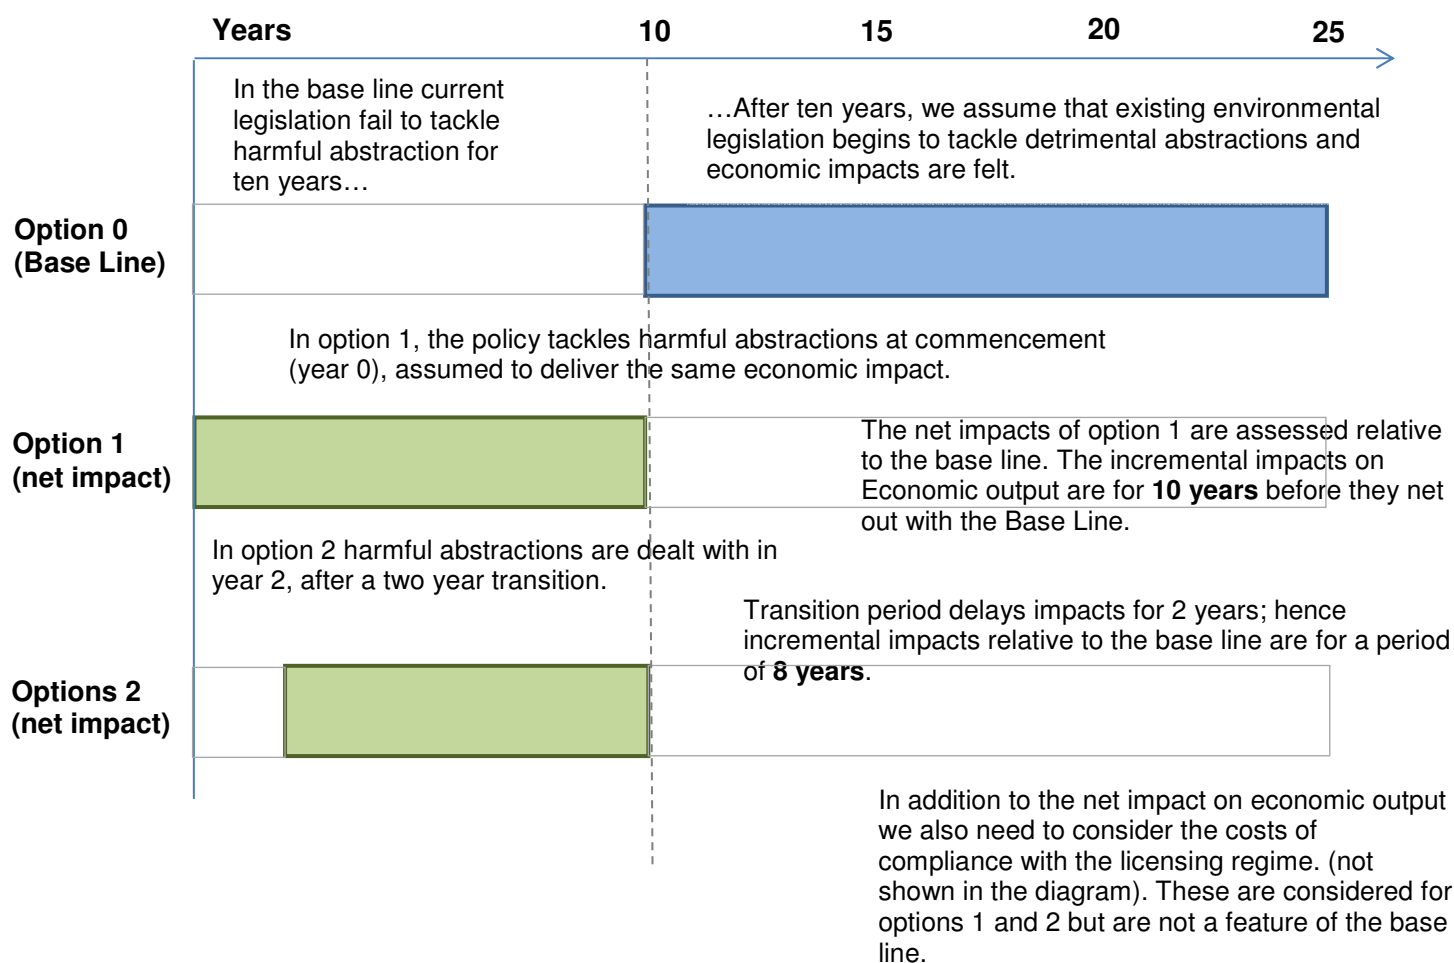 Years 10 15 20 25
In the base line current
legislation fail to tackle
harmful abstraction for
ten years…
…After ten years, we assume that existing environmental
legislation begins to tackle detrimental abstractions and
economic impacts are felt.
Option 0
(Base Line)
In option 1, the policy tackles harmful abstractions at commencement
(year 0), assumed to deliver the same economic impact.
Option 1
(net impact)
The net impacts of option 1 are assessed relative
to the base line. The incremental impacts on
Economic output are for 10 years before they net
out with the Base Line.
In option 2 harmful abstractions are dealt with in
year 2, after a two year transition.
Transition period delays impacts for 2 years; hence
incremental impacts relative to the base line are for a period
of 8 years.
Options 2
(net impact)
In addition to the net impact on economic output
we also need to consider the costs of
compliance with the licensing regime. (not
shown in the diagram). These are considered for
options 1 and 2 but are not a feature of the base
line.